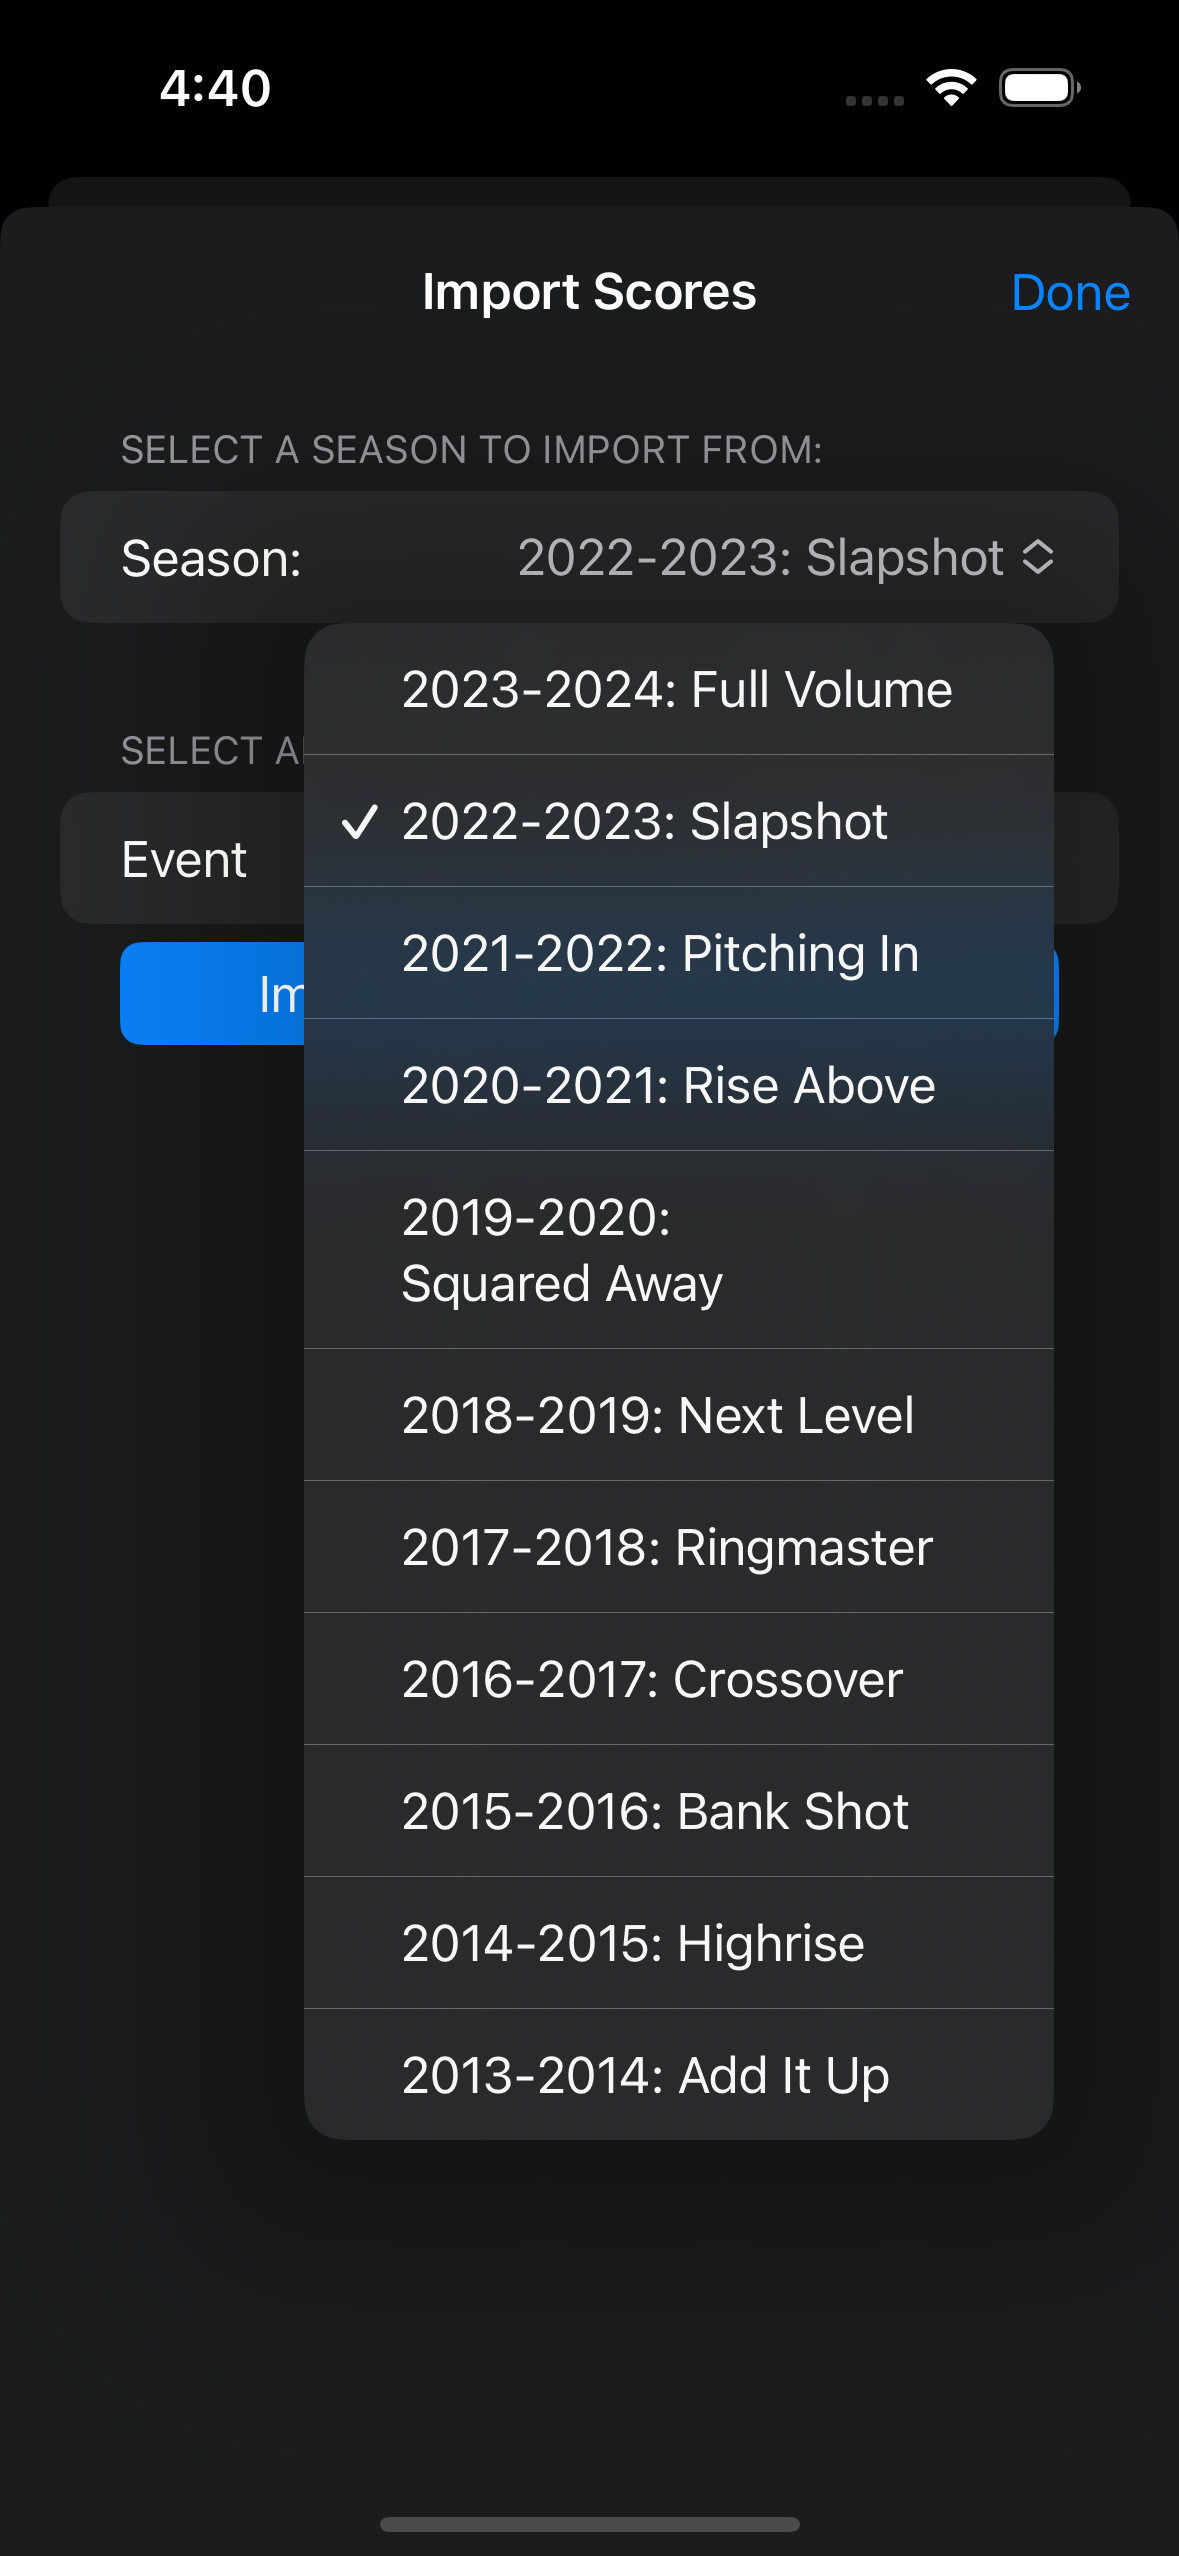 4:40
Import Scores
Done
SELECT A SEASON TO IMPORT FROM:
Season:
2022-2023: Slapshot
2023-2024: Full Volume
SELECT
2022-2023: Slapshot
Event
2021-2022: Pitching In
2020-2021: Rise Above
2019-2020:
Squared Away
2018-2019: Next Level
2017-2018: Ringmaster
2016-2017: Crossover
2015-2016: Bank Shot
2014-2015: Highrise
2013-2014: Add It Up